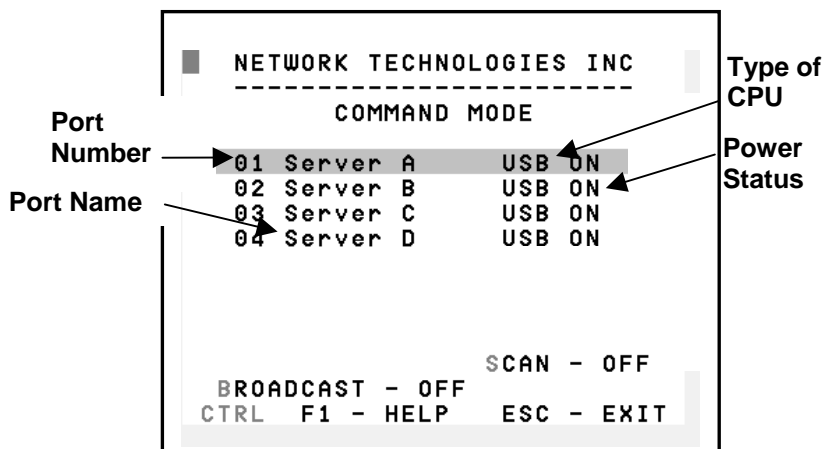 NETWORK TECHNOLOGIES INC
-------------------------
COMMAND MODE
Type of
CPU
Port
Number
Power
Status
Port Name
01 Server A USB ON
02 Server B USB ON
03 Server C USB ON
04 Server D USB ON
SCAN - OFF
BROADCAST - OFF
CTRL F1 - HELP ESC - EXIT